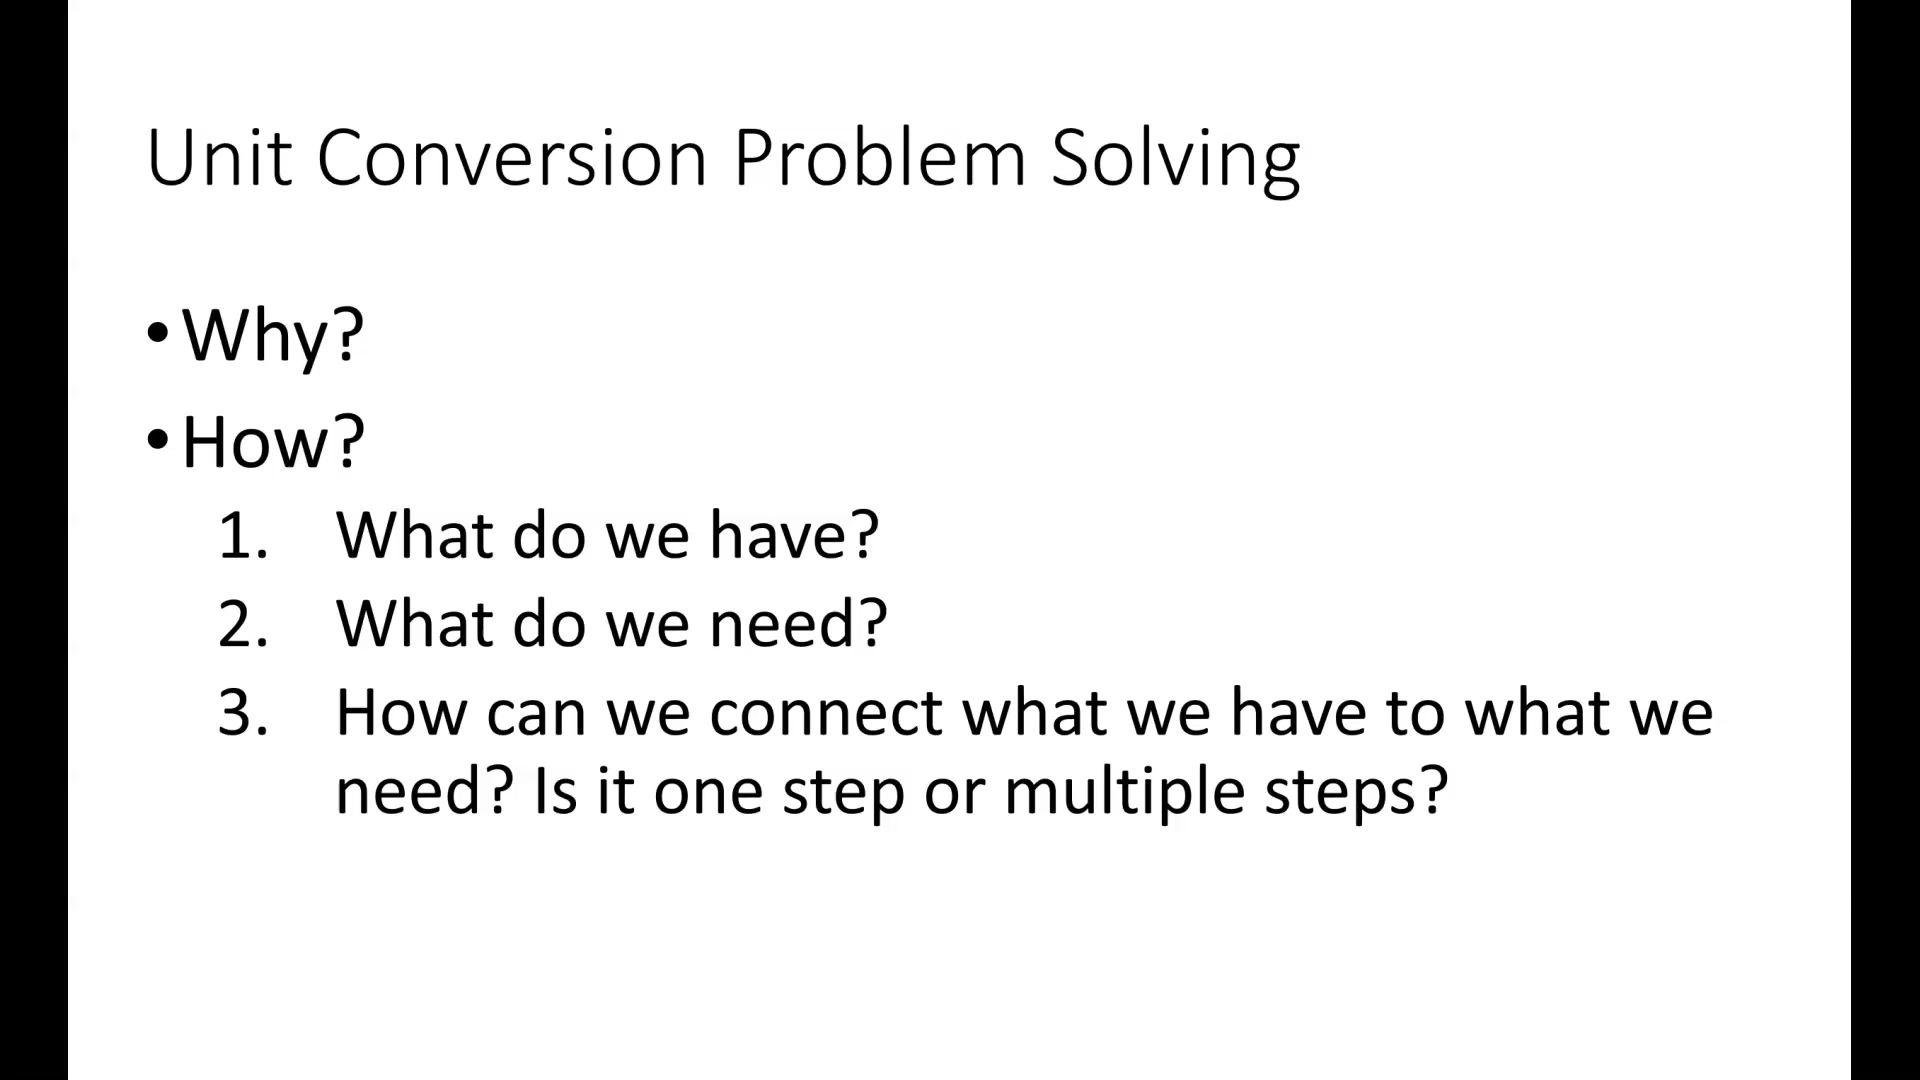 Unit Conversion Problem Solving
• Why?
• How?
1. What do we have?
2. What do we need?
3. How can we connect what we have to what we
need? Is it one step or multiple steps?